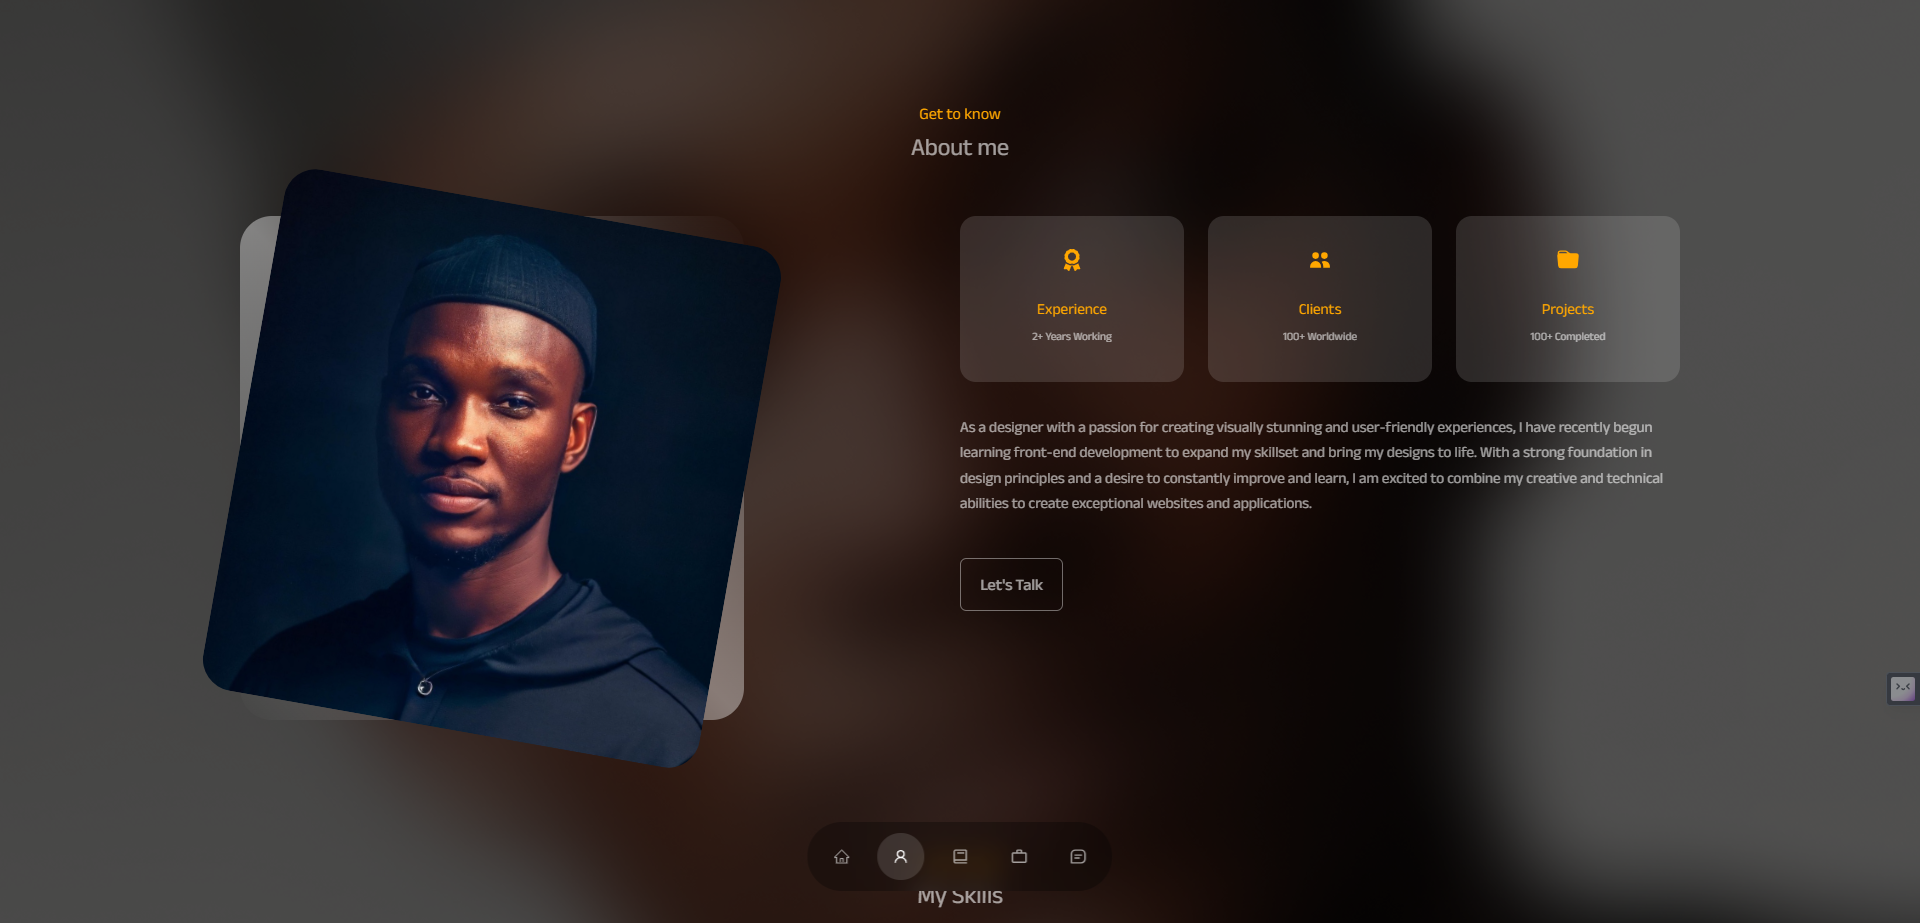 Get to know
About me
Experience
2+ Years Working
Clients
100+ Worldwide
Projects
100+ Completed
As a designer with a passion for creating visually stunning and user-friendly experiences, I have recently begun
learning front-end development to expand my skillset and bring my designs to life. With a strong foundation in
design principles and a desire to constantly improve and learn, I am excited to combine my creative and technical
abilities to create exceptional websites and applications.
Let's Talk
My Skills